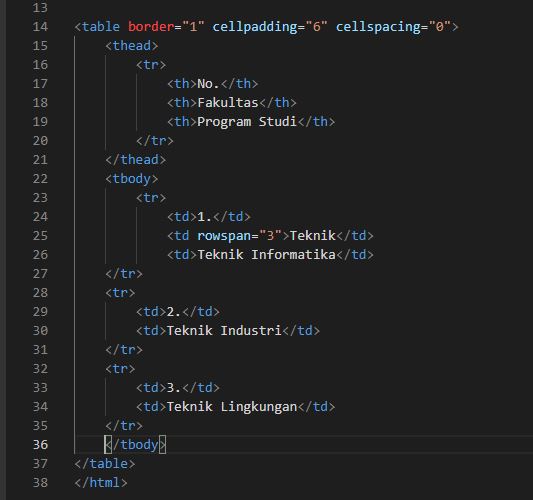 13
14 <table border="1" cellpadding="6" cellspacing="0">
15     <thead>
16         <tr>
17             <th>No.</th>
18             <th>Fakultas</th>
19             <th>Program Studi</th>
20         </tr>
21     </thead>
22     <tbody>
23         <tr>
24             <td>1.</td>
25             <td rowspan="3">Teknik</td>
26             <td>Teknik Informatika</td>
27     </tr>
28     <tr>
29         <td>2.</td>
30         <td>Teknik Industri</td>
31     </tr>
32     <tr>
33         <td>3.</td>
34         <td>Teknik Lingkungan</td>
35     </tr>
36     </tbody>
37 </table>
38 </html>